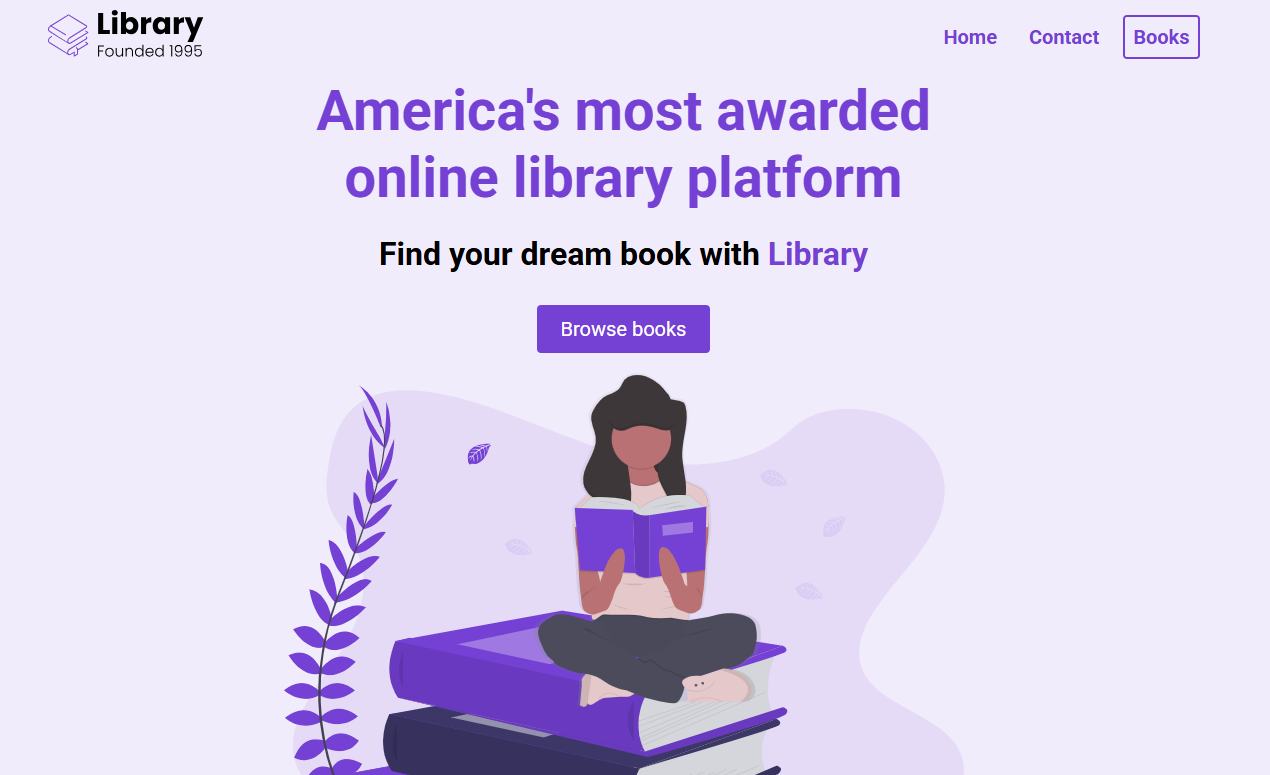 Library
Founded 1995
Home
Contact
Books
America's most awarded
online library platform
Find your dream book with Library
Browse books